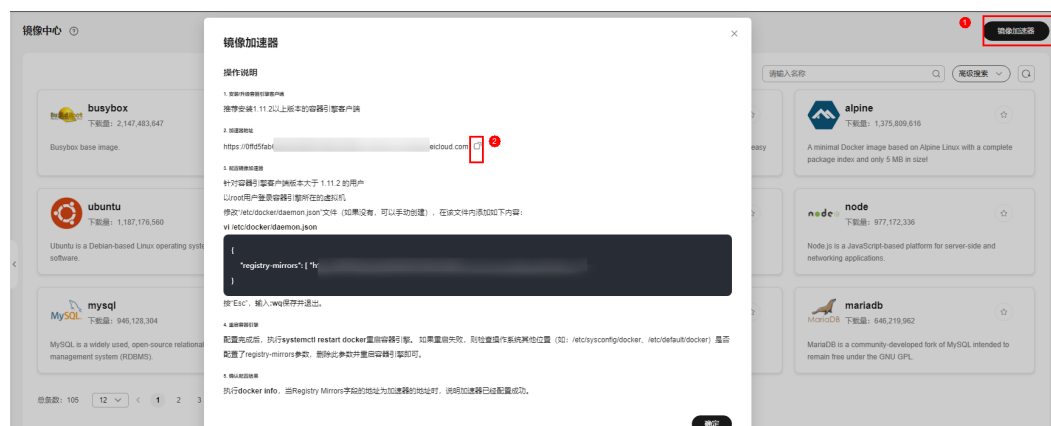 镜像中心
1
镜像加速器
请输入名称
高级搜索
busybox
下载量：2,147,483,647
Busybox base image.
easy
alpine
下载量：1,375,809,616
A minimal Docker image based on Alpine Linux with a complete
package index and only 5 MB in size!
ubuntu
下载量：1,187,176,560
Ubuntu is a Debian-based Linux operating syste
software.
node
node
下载量：977,172,336
Node.js is a JavaScript-based platform for server-side and
networking applications.
MySQL
mysql
下载量：946,128,304
MySQL is a widely used, open-source relational
management system (RDBMS).
MariaDB
mariadb
下载量：646,219,962
MariaDB is a community-developed fork of MySQL intended to
remain free under the GNU GPL.
总条数：105
12
1 2 3
镜像加速器
操作说明
1. 安装/升级容器引擎客户端
推荐安装1.11.2以上版本的容器引擎客户端
2. 加速器地址
https://0ffd5fab
eicloud.com
2
3. 配置镜像加速器
针对容器引擎客户端版本大于 1.11.2 的用户
以root用户登录容器引擎所在的虚拟机
修改"/etc/docker/daemon.json"文件（如果没有，可以手动创建），在该文件内添加如下内容：
vi /etc/docker/daemon.json
{
"registry-mirrors": [ "h
}
按"Esc"，输入:wq保存并退出。
4. 重启容器引擎
配置完成后，执行systemctl restart docker重启容器引擎。 如果重启失败，则检查操作系统其他位置（如：/etc/sysconfig/docker、/etc/default/docker）是否
配置了registry-mirrors参数，删除此参数并重启容器引擎即可。
5. 确认配置结果
执行docker info，当Registry Mirrors字段的地址为加速器的地址时，说明加速器已经配置成功。
确定